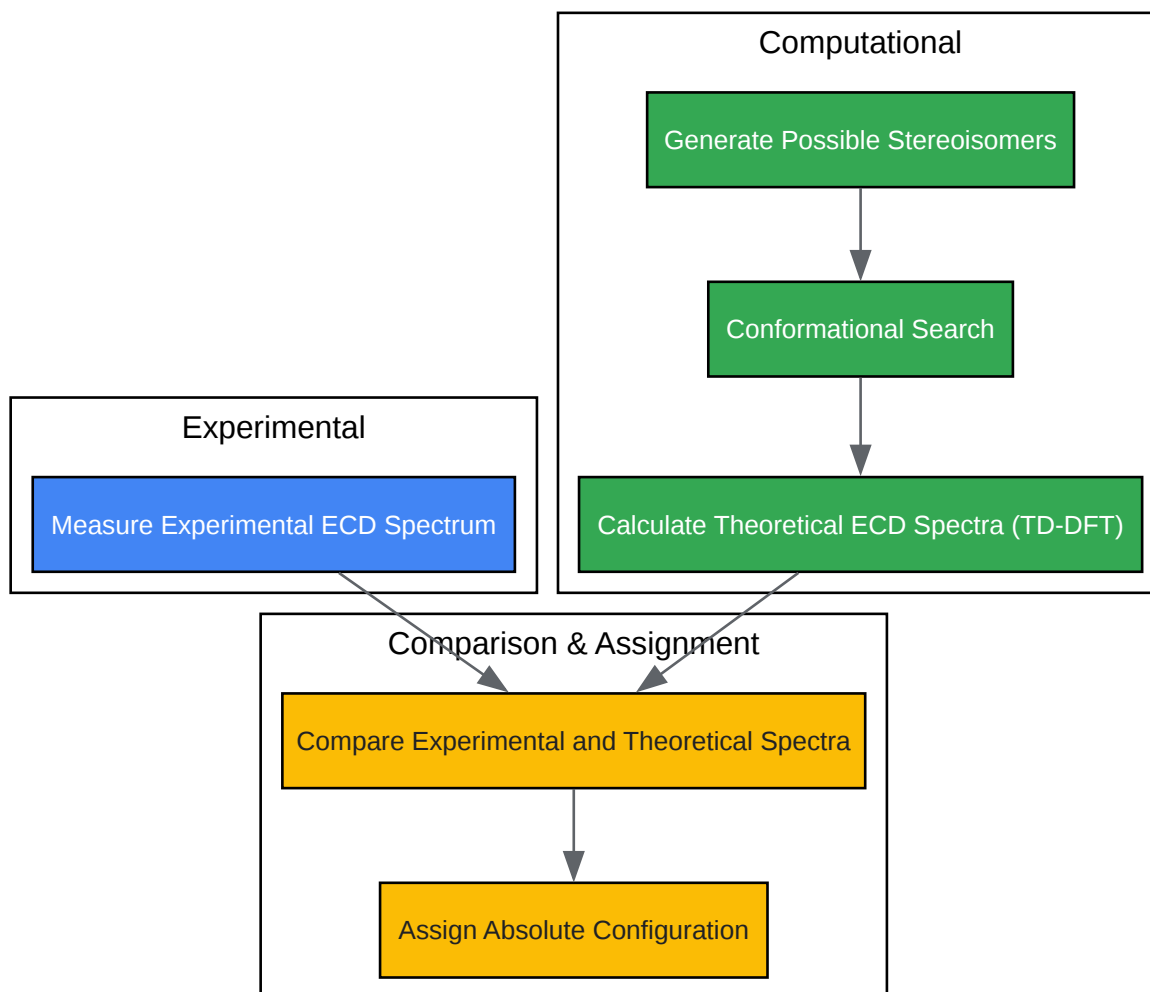 Computational
Generate Possible Stereoisomers
Conformational Search
Experimental
Measure Experimental ECD Spectrum
Calculate Theoretical ECD Spectra (TD-DFT)
Comparison & Assignment
Compare Experimental and Theoretical Spectra
Assign Absolute Configuration